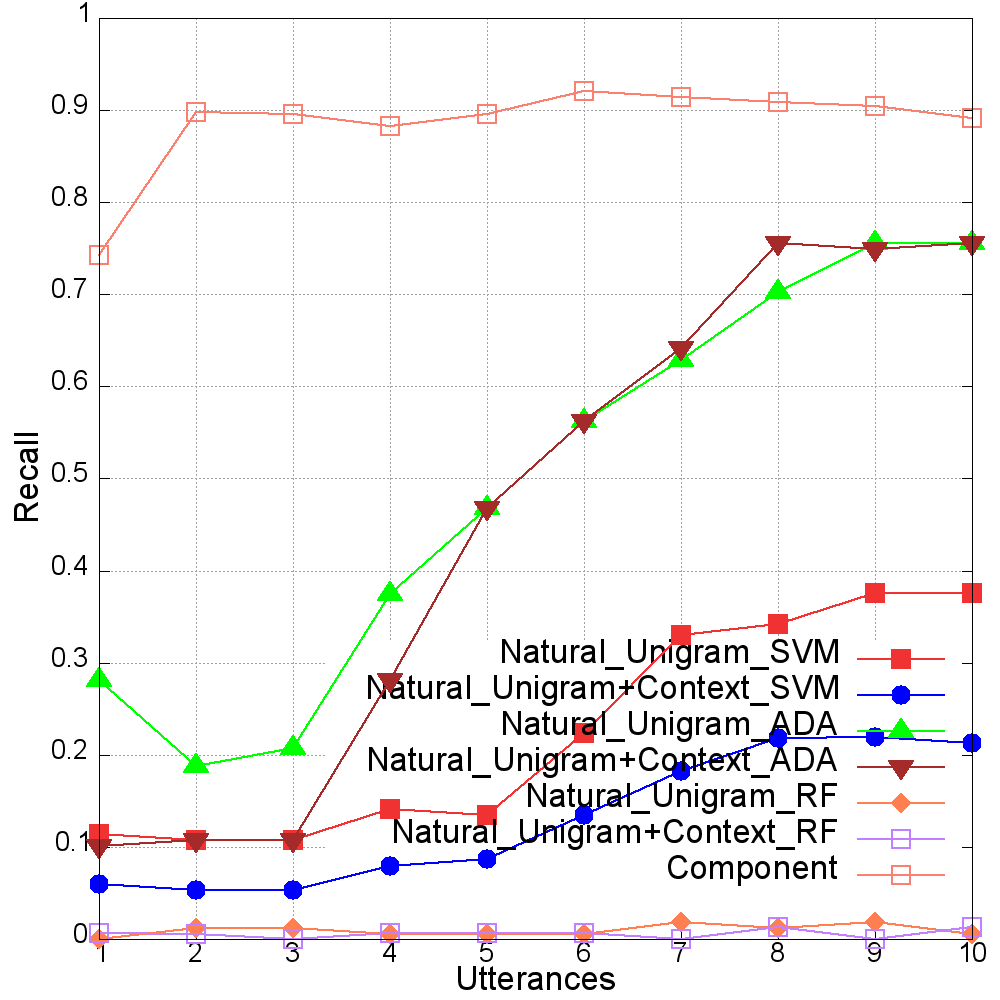 1
0.9
0.8
0.7
0.6
0.5
0.4
0.3
0.2
0.1
0
Recall
Natural_Unigram_SVM
Natural_Unigram+Context_SVM
Natural_Unigram_ADA
Natural_Unigram+Context_ADA
Natural_Unigram_RF
Natural_Unigram+Context_RF
Component
1 2 3 4 5 6 7 8 9 10
Utterances